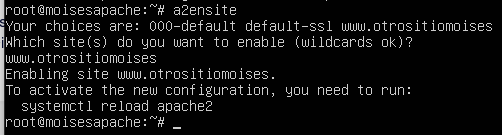 root@moisesapache:~# a2ensite
Your choices are: 000-default default-ssl www.otrositiomoises
Which site(s) do you want to enable (wildcards ok)?
www.otrositiomoises
Enabling site www.otrositiomoises.
To activate the new configuration, you need to run:
  systemctl reload apache2
root@moisesapache:~# _